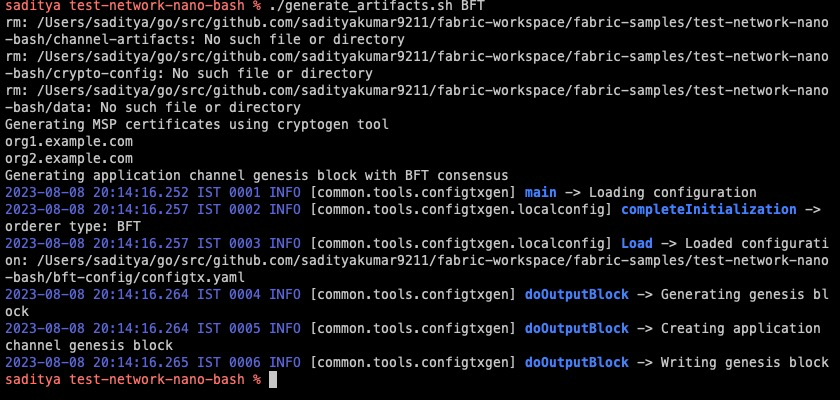 saditya test-network-nano-bash % ./generate_artifacts.sh BFT
rm: /Users/saditya/go/src/github.com/sadityakumar9211/fabric-workspace/fabric-samples/test-network-nano
-bash/channel-artifacts: No such file or directory
rm: /Users/saditya/go/src/github.com/sadityakumar9211/fabric-workspace/fabric-samples/test-network-nano
-bash/crypto-config: No such file or directory
rm: /Users/saditya/go/src/github.com/sadityakumar9211/fabric-workspace/fabric-samples/test-network-nano
-bash/data: No such file or directory
Generating MSP certificates using cryptogen tool
org1.example.com
org2.example.com
Generating application channel genesis block with BFT consensus
2023-08-08 20:14:16.252 IST 0001 INFO [common.tools.configtxgen] main -> Loading configuration
2023-08-08 20:14:16.257 IST 0002 INFO [common.tools.configtxgen.localconfig] completeInitialization ->
orderer type: BFT
2023-08-08 20:14:16.257 IST 0003 INFO [common.tools.configtxgen.localconfig] Load -> Loaded configurati
on: /Users/saditya/go/src/github.com/sadityakumar9211/fabric-workspace/fabric-samples/test-network-nano
-bash/bft-config/configtx.yaml
2023-08-08 20:14:16.264 IST 0004 INFO [common.tools.configtxgen] doOutputBlock -> Generating genesis bl
ock
2023-08-08 20:14:16.264 IST 0005 INFO [common.tools.configtxgen] doOutputBlock -> Creating application
channel genesis block
2023-08-08 20:14:16.265 IST 0006 INFO [common.tools.configtxgen] doOutputBlock -> Writing genesis block
saditya test-network-nano-bash %